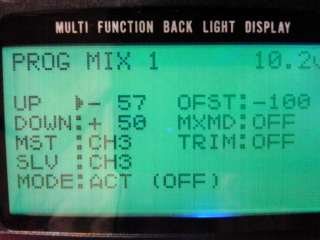 MULTI FUNCTION BACK LIGHT DISPLAY
PROG MIX 1 10.2v
UP ▶- 57 OFST:-100
DOWN:+ 50 MXMD:OFF
MST :CH3 TRIM:OFF
SLV :CH3
MODE:ACT (OFF)